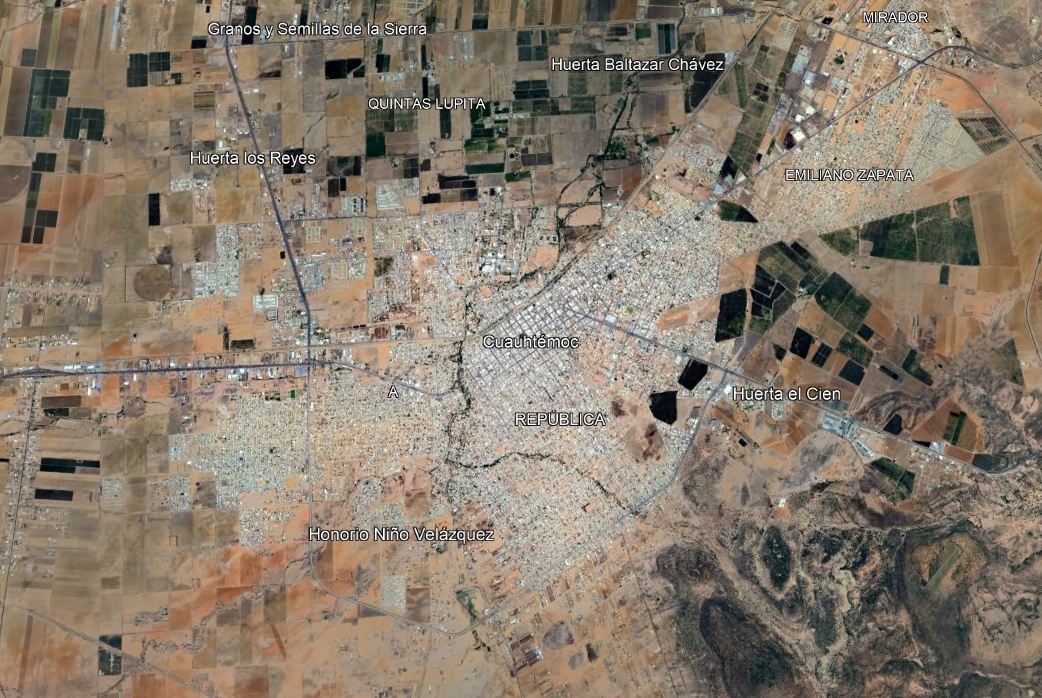 MIRADOR
Granos y Semillas de la Sierra
Huerta Baltazar Chávez
QUINTAS LUPITA
Huerta los Reyes
EMILIANO ZAPATA
Cuauhtémoc
A
Huerta el Cien
REPÚBLICA
Honorio Niño Velázquez